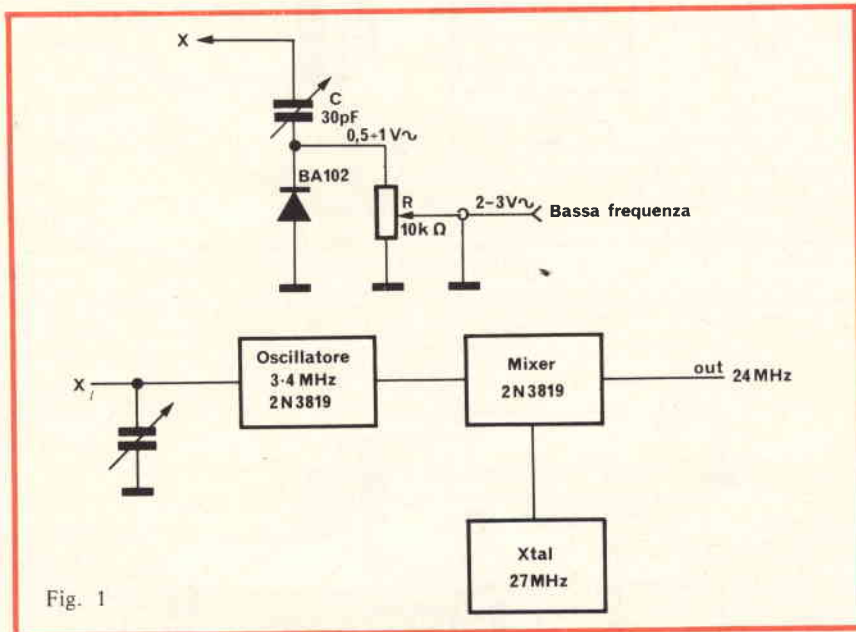 X
C
30pF
0,5÷1V~
BA102
R
10k Ω
2-3V~
Bassa frequenza
X
Oscillatore
3-4 MHz
2N3819
Mixer
2N3819
out 24MHz
Xtal
27MHz
Fig. 1